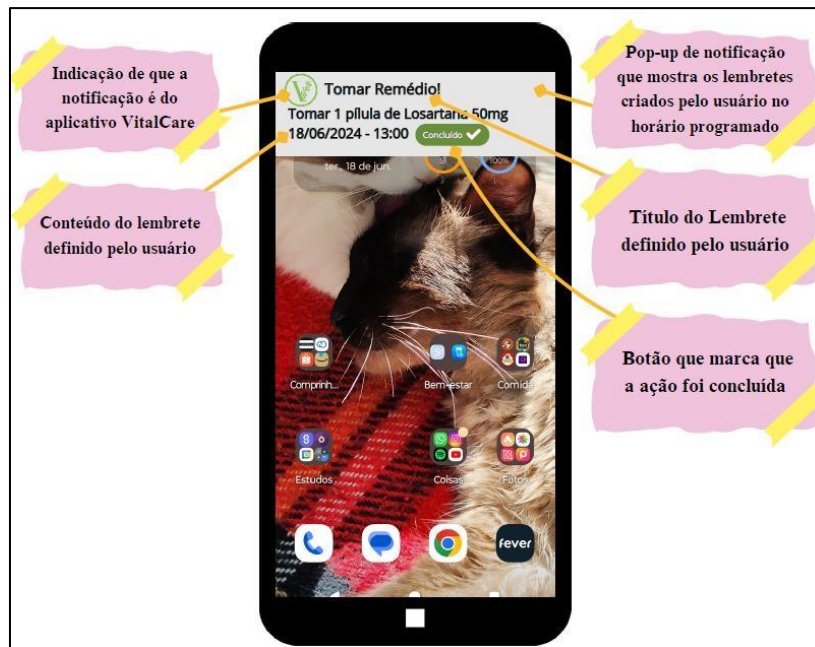 Indicação de que a
notificação é do
aplicativo VitalCare
Conteúdo do lembrete
definido pelo usuário
Tomar Remédio!
Tomar 1 pílula de Losartana 50mg
18/06/2024 - 13:00
Concluído
ter., 18 de jun.
100%
Comprinh...
Bem-estar
Comida
Estudos
Coisas
Fotos
fever
Pop-up de notificação
que mostra os lembretes
criados pelo usuário no
horário programado
Título do Lembrete
definido pelo usuário
Botão que marca que
a ação foi concluída